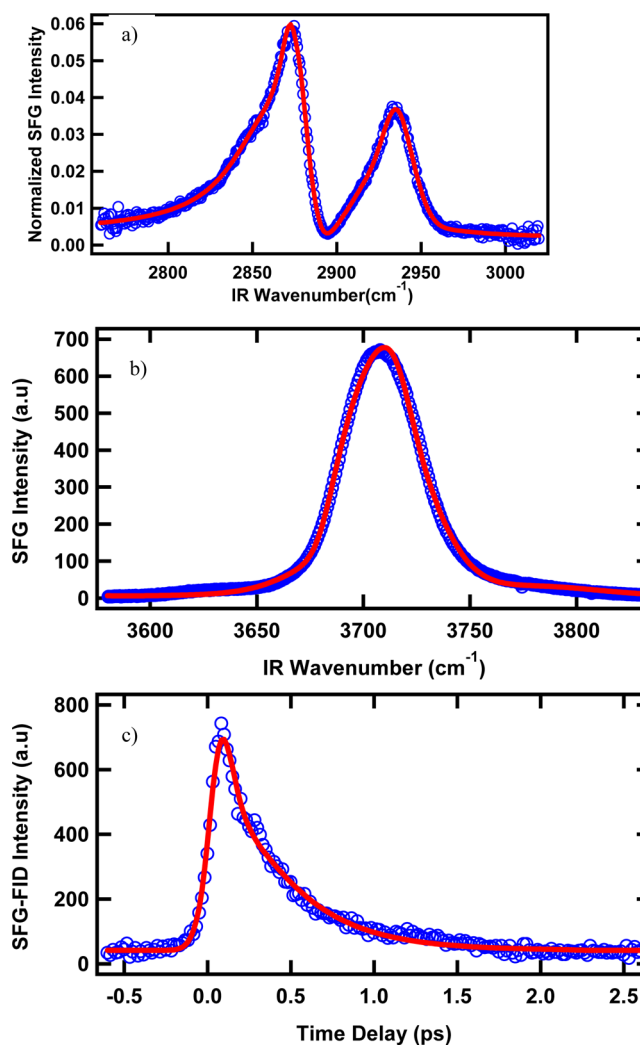 a)
Normalized SFG Intensity
0.06
0.05
0.04
0.03
0.02
0.01
0.00
2800 2850 2900 2950 3000
IR Wavenumber(cm-1)
b)
SFG Intensity (a.u)
700
600
500
400
300
200
100
0
3600 3650 3700 3750 3800
IR Wavenumber (cm-1)
c)
SFG-FID Intensity (a.u)
800
600
400
200
0
-0.5 0.0 0.5 1.0 1.5 2.0 2.5
Time Delay (ps)